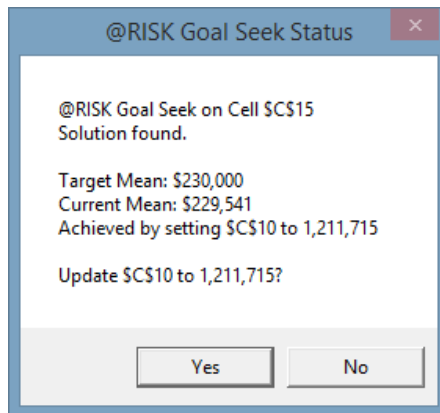 @RISK Goal Seek Status
×
@RISK Goal Seek on Cell $C$15
Solution found.
Target Mean: $230,000
Current Mean: $229,541
Achieved by setting $C$10 to 1,211,715
Update $C$10 to 1,211,715?
Yes
No